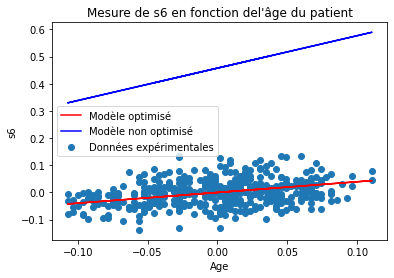 Mesure de s6 en fonction del'âge du patient
0.6
0.5
0.4
0.3
0.2
0.1
0.0
−0.1
s6
Modèle optimisé
Modèle non optimisé
Données expérimentales
−0.10
−0.05
0.00
0.05
0.10
Age